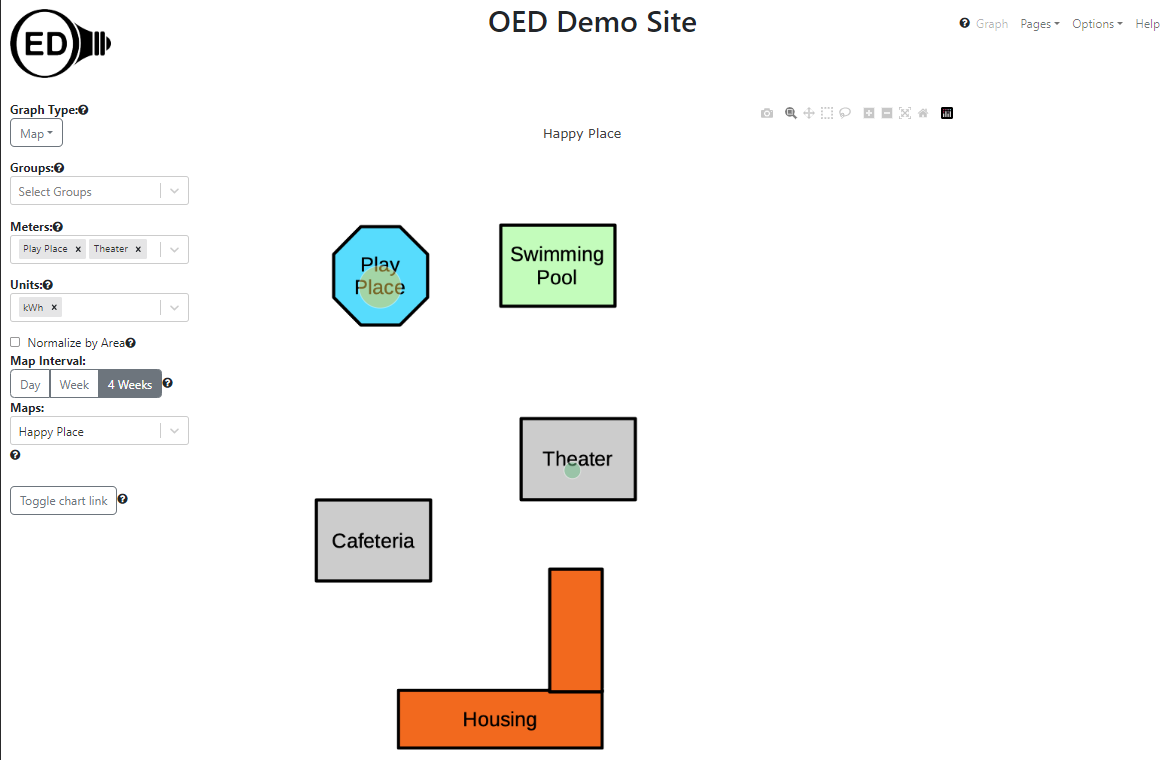 ED
OED Demo Site
Graph Pages Options Help
Graph Type:
Map
Groups:
Select Groups
Meters:
Play Place × Theater ×
Units:
kWh ×
Normalize by Area
Map Interval:
Day Week 4 Weeks
Maps:
Happy Place
Toggle chart link
Happy Place
Play
Place
Swimming
Pool
Theater
Cafeteria
Housing